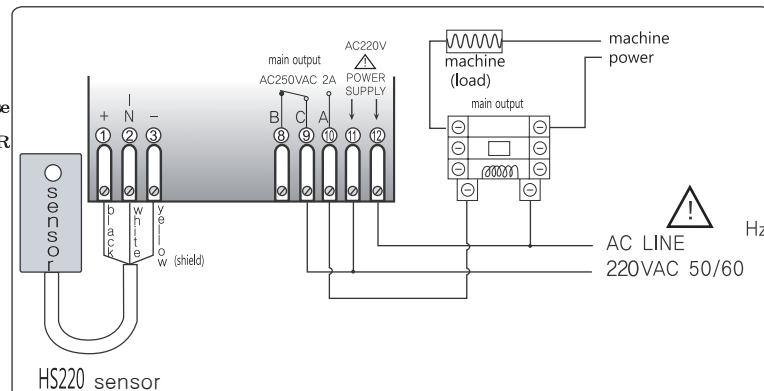 AC220V
main output
AC250VAC 2A
POWER
SUPPLY
+ IN −
B C A
① ② ③ ⑧ ⑨ ⑩ ⑪ ⑫
sensor
black
white
yellow
(shield)
HS220 sensor
machine
(load)
machine
power
main output
AC LINE
220VAC 50/60
Hz
R